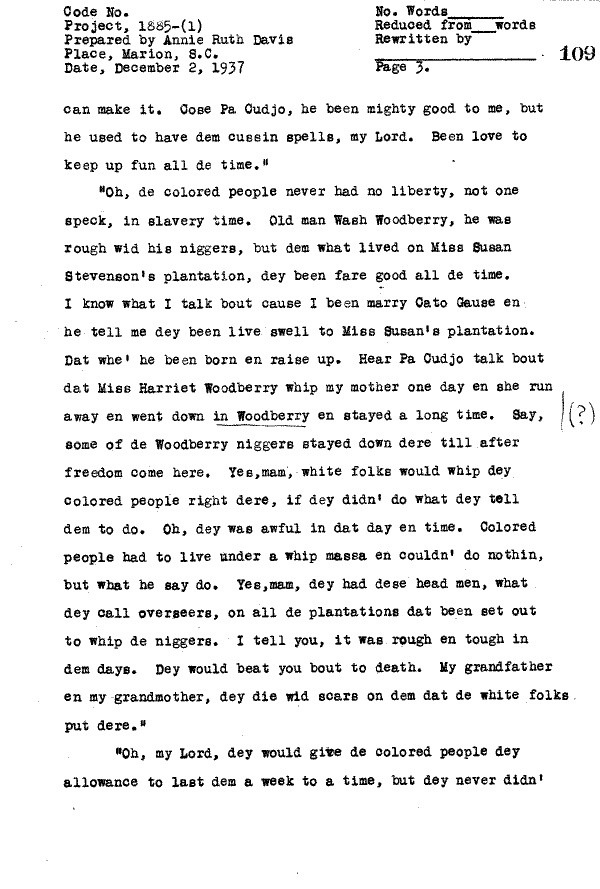 Code No.
No. Words
Project, 1885-(1)
Reduced from words
Prepared by Annie Ruth Davis
Rewritten by
Place, Marion, S.C.
Date, December 2, 1937
Page 3.
109
can make it. Cose Pa Cudjo, he been mighty good to me, but
he used to have dem cussin spells, my Lord. Been love to
keep up fun all de time."
"Oh, de colored people never had no liberty, not one
speck, in slavery time. Old man Wash Woodberry, he was
rough wid his niggers, but dem what lived on Miss Susan
Stevenson's plantation, dey been fare good all de time.
I know what I talk bout cause I been marry Cato Gause en
he tell me dey been live swell to Miss Susan's plantation.
Dat whe' he been born en raise up. Hear Pa Cudjo talk bout
dat Miss Harriet Woodberry whip my mother one day en she run
away en went down in Woodberry en stayed a long time. Say, (?)
some of de Woodberry niggers stayed down dere till after
freedom come here. Yes,mam, white folks would whip dey
colored people right dere, if dey didn' do what dey tell
dem to do. Oh, dey was awful in dat day en time. Colored
people had to live under a whip massa en couldn' do nothin,
but what he say do. Yes,mam, dey had dese head men, what
dey call overseers, on all de plantations dat been set out
to whip de niggers. I tell you, it was rough en tough in
dem days. Dey would beat you bout to death. My grandfather
en my grandmother, dey die wid scars on dem dat de white folks
put dere."
"Oh, my Lord, dey would give de colored people dey
allowance to last dem a week to a time, but dey never didn'